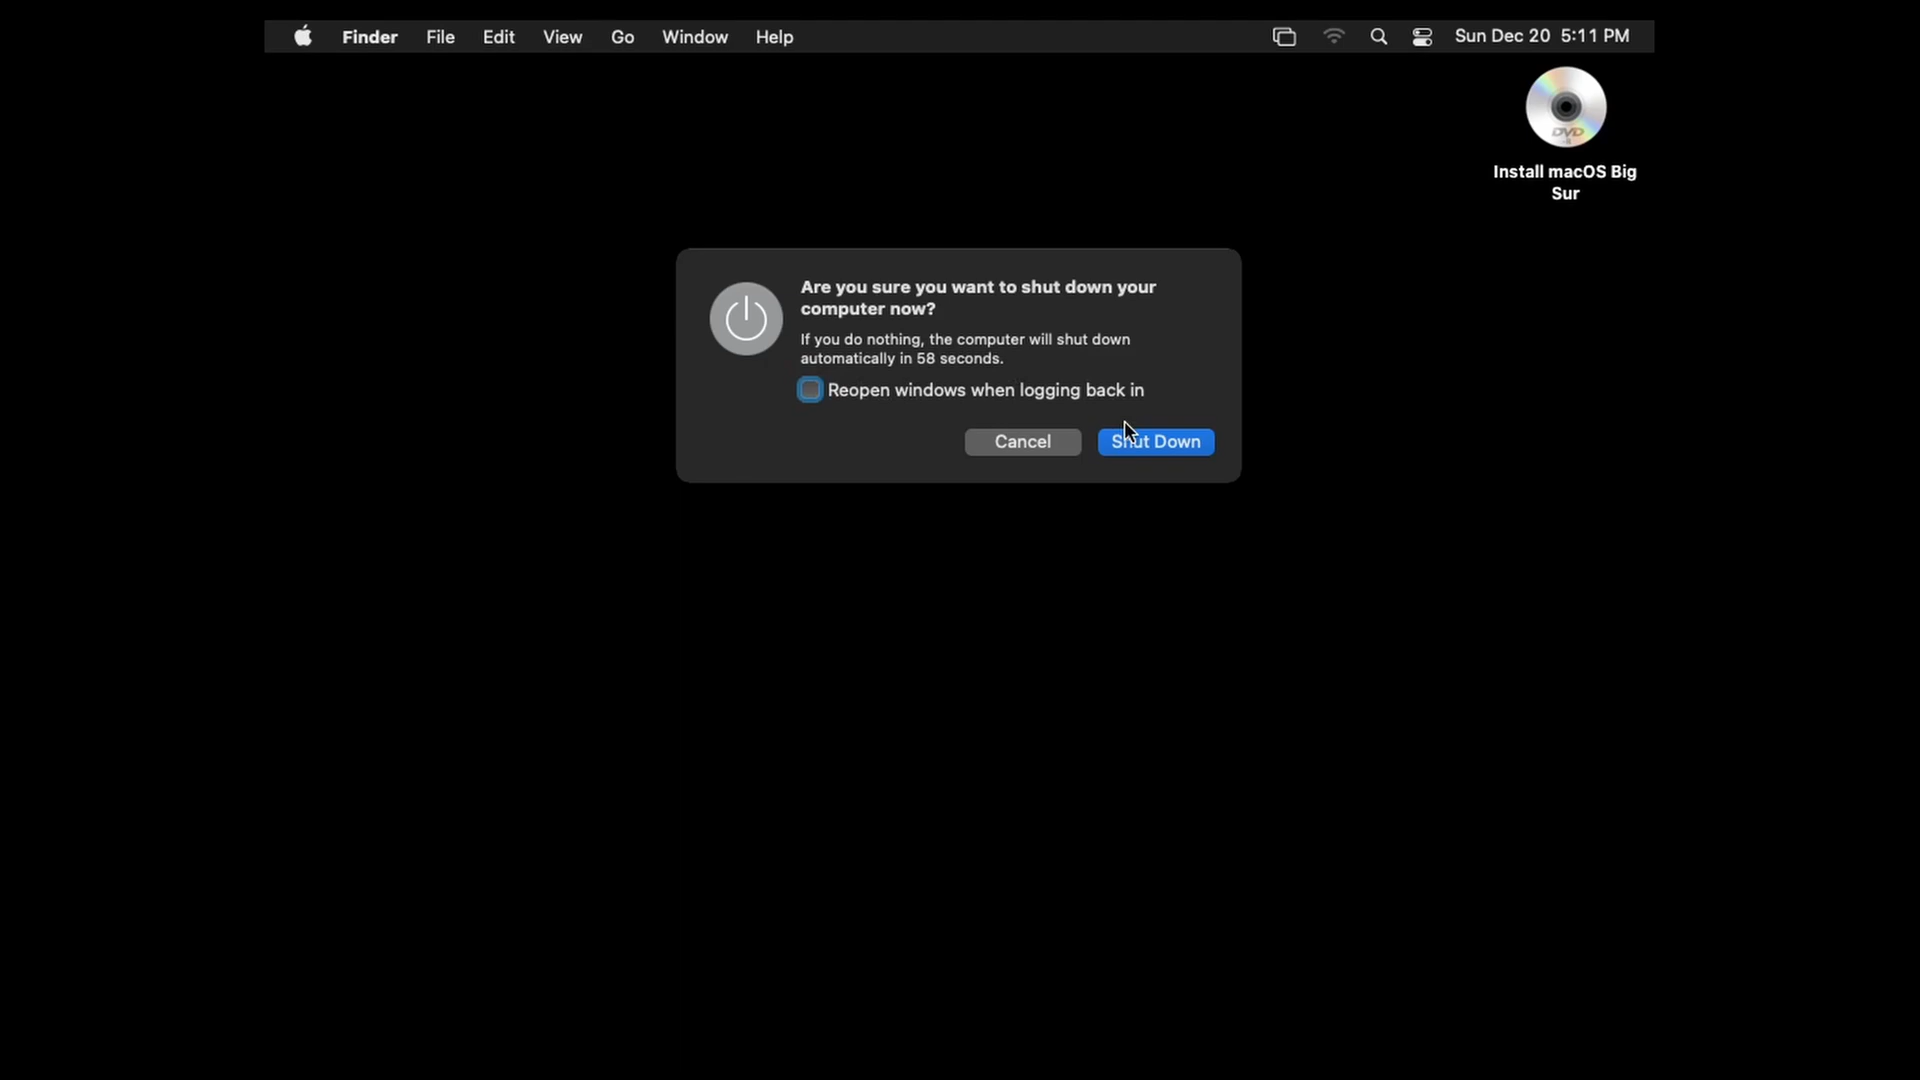 Finder File Edit View Go Window Help Sun Dec 20 5:11 PM
DVD
Install macOS Big
Sur
Are you sure you want to shut down your
computer now?
If you do nothing, the computer will shut down
automatically in 58 seconds.
Reopen windows when logging back in
Cancel Shut Down